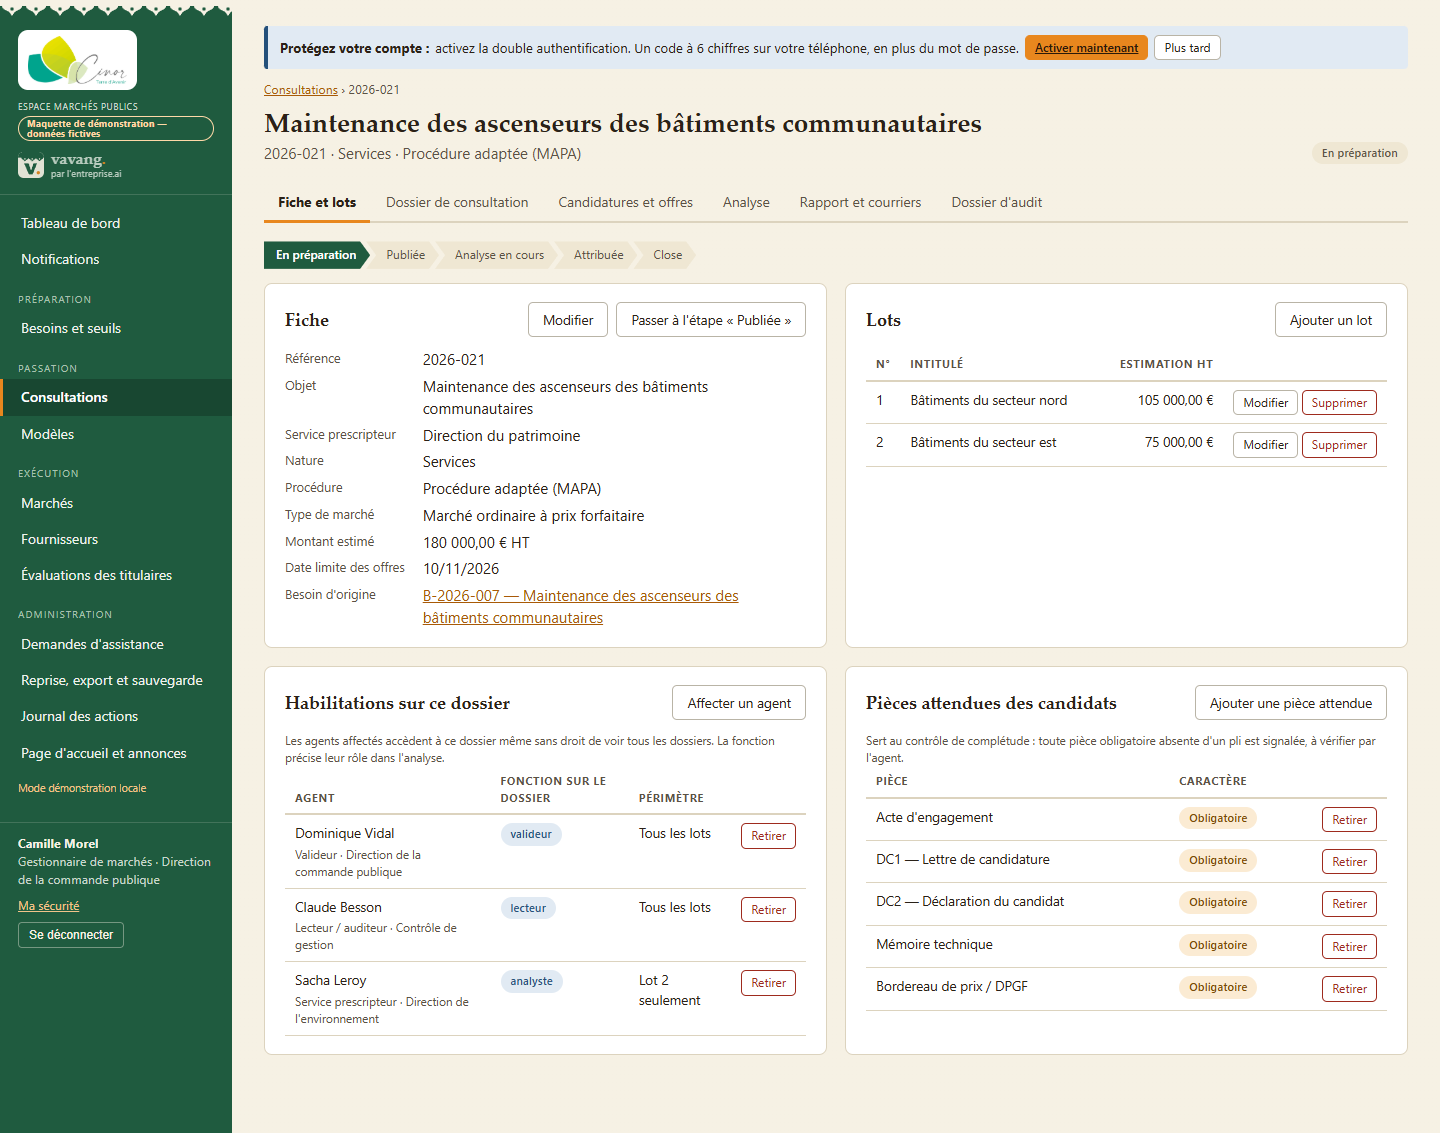 Cinor
Terre d'Avenir
ESPACE MARCHÉS PUBLICS
Maquette de démonstration —
données fictives
vavang.
par l'entreprise.ai
Tableau de bord
Notifications
PRÉPARATION
Besoins et seuils
PASSATION
Consultations
Modèles
EXÉCUTION
Marchés
Fournisseurs
Évaluations des titulaires
ADMINISTRATION
Demandes d'assistance
Reprise, export et sauvegarde
Journal des actions
Page d'accueil et annonces
Mode démonstration locale
Camille Morel
Gestionnaire de marchés · Direction
de la commande publique
Ma sécurité
Se déconnecter
Protégez votre compte : activez la double authentification. Un code à 6 chiffres sur votre téléphone, en plus du mot de passe. Activer maintenant Plus tard
Consultations › 2026-021
Maintenance des ascenseurs des bâtiments communautaires
2026-021 · Services · Procédure adaptée (MAPA)
En préparation
Fiche et lots Dossier de consultation Candidatures et offres Analyse Rapport et courriers Dossier d'audit
En préparation Publiée Analyse en cours Attribuée Close
Fiche Modifier Passer à l'étape « Publiée »
Référence 2026-021
Objet Maintenance des ascenseurs des bâtiments
communautaires
Service prescripteur Direction du patrimoine
Nature Services
Procédure Procédure adaptée (MAPA)
Type de marché Marché ordinaire à prix forfaitaire
Montant estimé 180 000,00 € HT
Date limite des offres 10/11/2026
Besoin d'origine B-2026-007 — Maintenance des ascenseurs des
bâtiments communautaires
Lots Ajouter un lot
N° INTITULÉ ESTIMATION HT
1 Bâtiments du secteur nord 105 000,00 € Modifier Supprimer
2 Bâtiments du secteur est 75 000,00 € Modifier Supprimer
Habilitations sur ce dossier Affecter un agent
Les agents affectés accèdent à ce dossier même sans droit de voir tous les dossiers. La fonction
précise leur rôle dans l'analyse.
AGENT FONCTION SUR LE
DOSSIER PÉRIMÈTRE
Dominique Vidal valideur Tous les lots Retirer
Valideur · Direction de la
commande publique
Claude Besson lecteur Tous les lots Retirer
Lecteur / auditeur · Contrôle de
gestion
Sacha Leroy analyste Lot 2
seulement Retirer
Service prescripteur · Direction de
l'environnement
Pièces attendues des candidats Ajouter une pièce attendue
Sert au contrôle de complétude : toute pièce obligatoire absente d'un pli est signalée, à vérifier par
l'agent.
PIÈCE CARACTÈRE
Acte d'engagement Obligatoire Retirer
DC1 — Lettre de candidature Obligatoire Retirer
DC2 — Déclaration du candidat Obligatoire Retirer
Mémoire technique Obligatoire Retirer
Bordereau de prix / DPGF Obligatoire Retirer